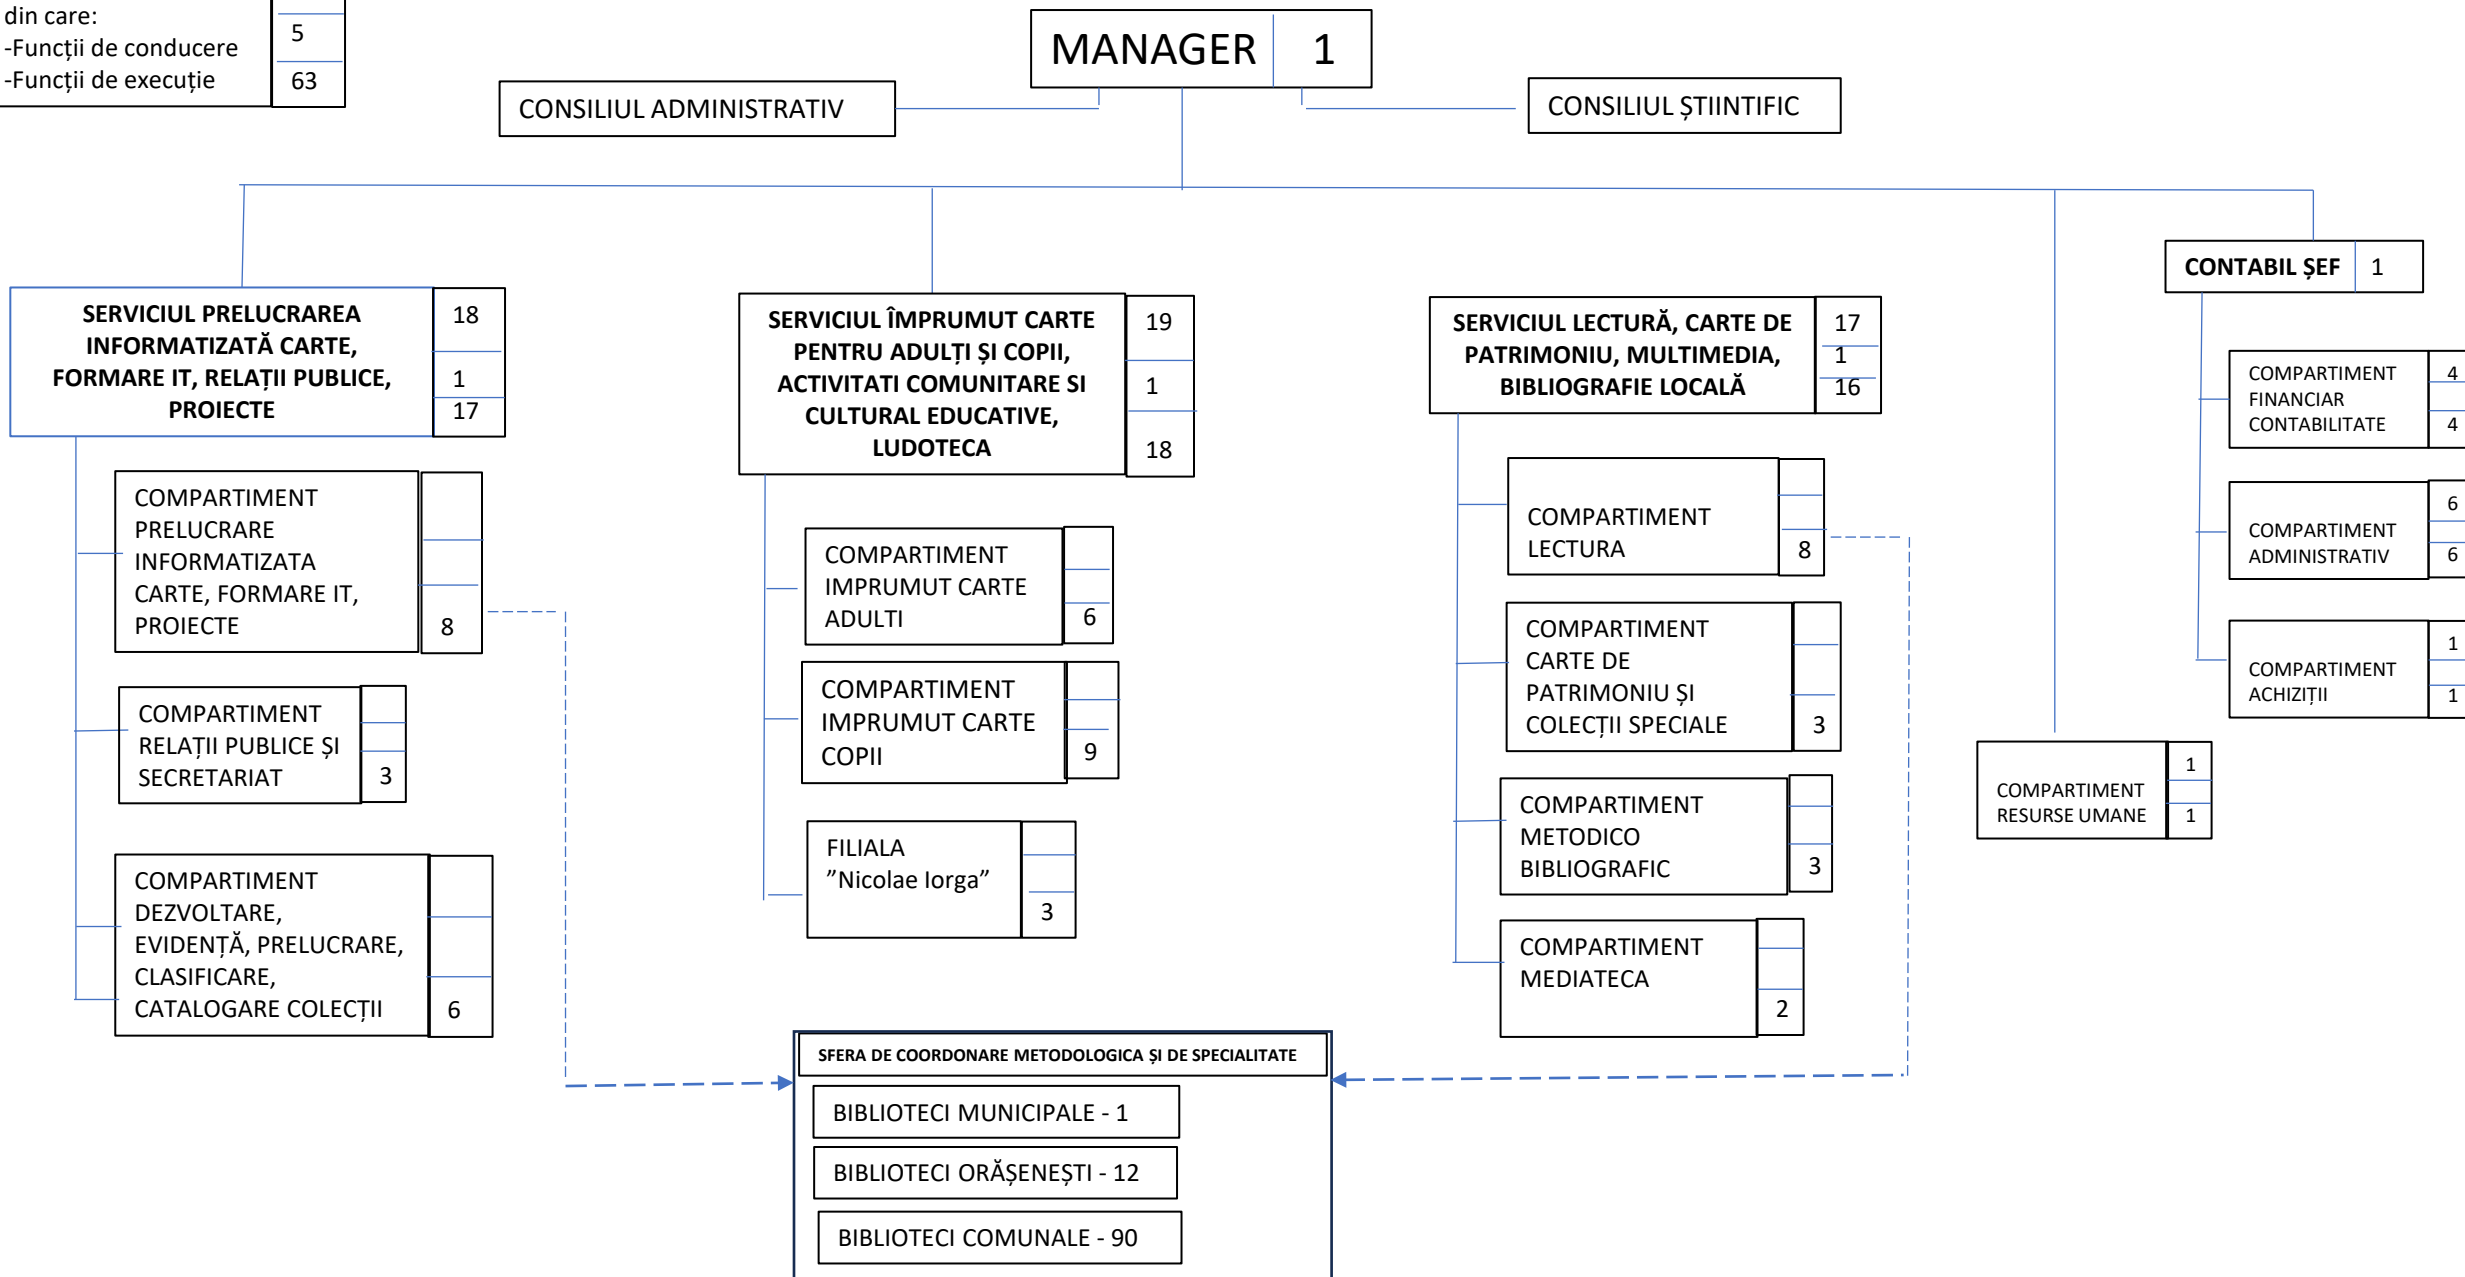 din care:
-Funcții de conducere
5
-Funcții de execuție
63
MANAGER 1
CONSILIUL ADMINISTRATIV
CONSILIUL ȘTIINTIFIC
SERVICIUL PRELUCRAREA
INFORMATIZATĂ CARTE,
FORMARE IT, RELAȚII PUBLICE,
PROIECTE
18
1
17
COMPARTIMENT
PRELUCRARE
INFORMATIZATA
CARTE, FORMARE IT,
PROIECTE
8
COMPARTIMENT
RELAȚII PUBLICE ȘI
SECRETARIAT
3
COMPARTIMENT
DEZVOLTARE,
EVIDENȚĂ, PRELUCRARE,
CLASIFICARE,
CATALOGARE COLECȚII
6
SERVICIUL ÎMPRUMUT CARTE
PENTRU ADULȚI ȘI COPII,
ACTIVITATI COMUNITARE SI
CULTURAL EDUCATIVE,
LUDOTECA
19
1
18
COMPARTIMENT
IMPRUMUT CARTE
ADULTI
6
COMPARTIMENT
IMPRUMUT CARTE
COPII
9
FILIALA
”Nicolae Iorga”
3
SERVICIUL LECTURĂ, CARTE DE
PATRIMONIU, MULTIMEDIA,
BIBLIOGRAFIE LOCALĂ
17
1
16
COMPARTIMENT
LECTURA
8
COMPARTIMENT
CARTE DE
PATRIMONIU ȘI
COLECȚII SPECIALE
3
COMPARTIMENT
METODICO
BIBLIOGRAFIC
3
COMPARTIMENT
MEDIATECA
2
CONTABIL ȘEF 1
COMPARTIMENT
FINANCIAR
CONTABILITATE
4
4
COMPARTIMENT
ADMINISTRATIV
6
6
COMPARTIMENT
ACHIZIȚII
1
1
COMPARTIMENT
RESURSE UMANE
1
1
SFERA DE COORDONARE METODOLOGICA ȘI DE SPECIALITATE
BIBLIOTECI MUNICIPALE - 1
BIBLIOTECI ORĂȘENEȘTI - 12
BIBLIOTECI COMUNALE - 90